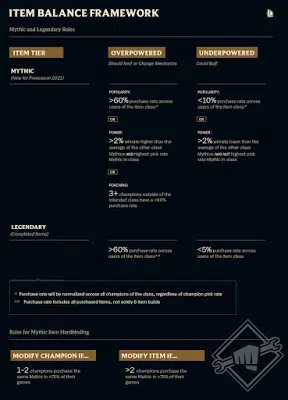 ITEM BALANCE FRAMEWORK
Mythic and Legendary Rules
ITEM TIER
OVERPOWERED
UNDERPOWERED
Should Nerf or Change Mechanics
Could Buff
MYTHIC
(New for Preseason 2021)
POPULARITY:
>60% purchase rate across
users of the item class*
OR
POWER:
>2% winrate higher than the
average of the other class
Mythics AND highest pick rate
Mythic in class
OR
POACHING:
3+ champions outside of the
intended class have a >60%
purchase rate
POPULARITY:
<10% purchase rate across
users of the item class*
OR
POWER:
>2% winrate lower than the
average of the other class
Mythics AND not highest pick
rate Mythic in class
LEGENDARY
(Completed Items)
>60% purchase rate across
users of the item class**
<5% purchase rate across
users of the item class
* Purchase rate will be normalized across all champions of the class, regardless of champion pick rate
** Purchase rate includes all purchased items, not solely 6 item builds
Rules for Mythic Item Hardbinding
MODIFY CHAMPION IF...
MODIFY ITEM IF...
1-2 champions purchase the
same Mythic in >75% of their
games
>2 champions purchase the
same Mythic in >75% of their
games